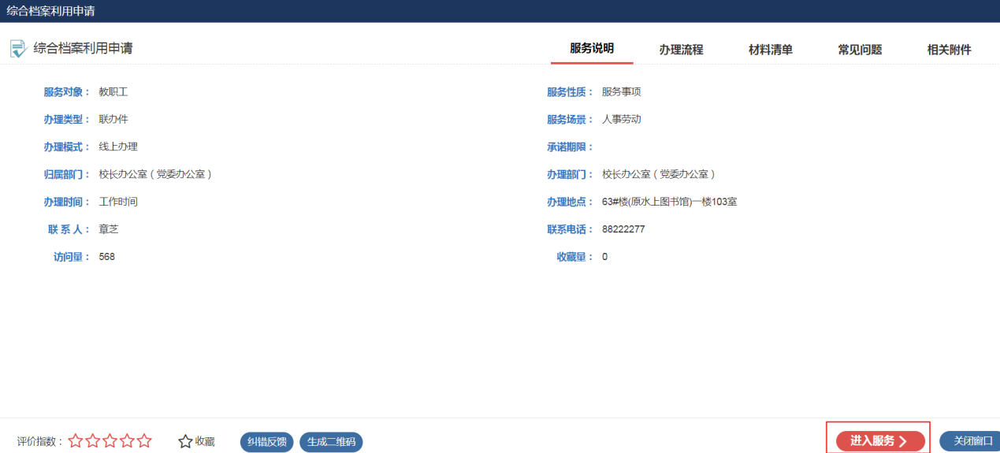 综合档案利用申请
综合档案利用申请 服务说明 办理流程 材料清单 常见问题 相关附件
服务对象： 教职工 服务性质： 服务事项
办理类型： 联办件 服务场景： 人事劳动
办理模式： 线上办理 承诺期限：
归属部门： 校长办公室（党委办公室） 办理部门： 校长办公室（党委办公室）
办理时间： 工作时间 办理地点： 63#楼(原水上图书馆)一楼103室
联 系 人： 章芝 联系电话： 88222277
访问量： 568 收藏量： 0
评价指数： 收藏 纠错反馈 生成二维码 进入服务 关闭窗口